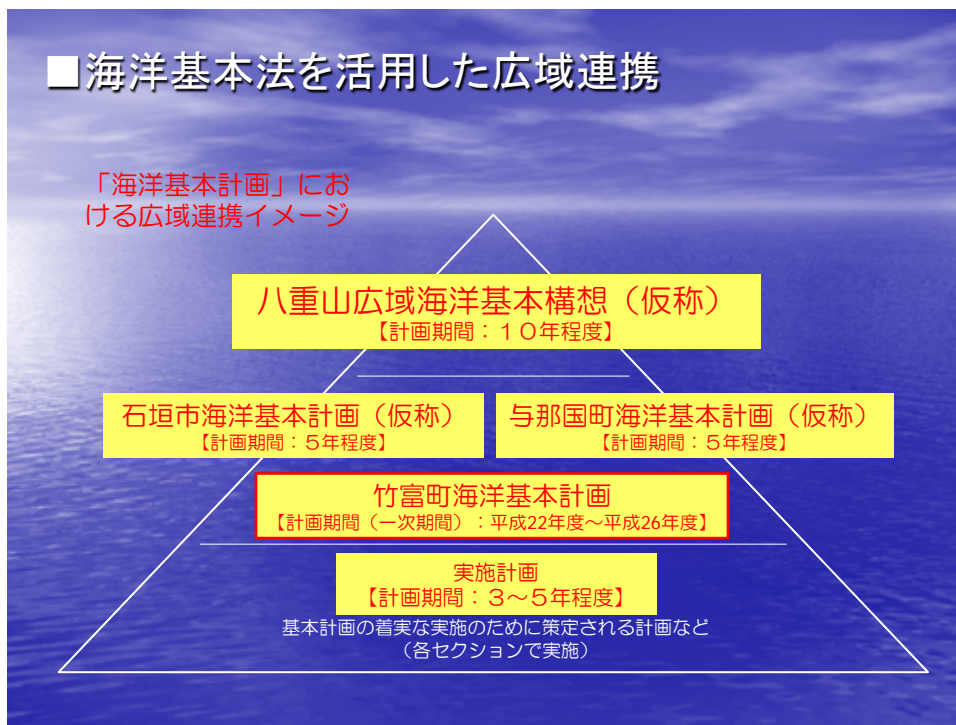 ■海洋基本法を活用した広域連携
「海洋基本計画」にお
ける広域連携イメージ
八重山広域海洋基本構想（仮称）
【計画期間：１０年程度】
石垣市海洋基本計画（仮称）
【計画期間：５年程度】
与那国町海洋基本計画（仮称）
【計画期間：５年程度】
竹富町海洋基本計画
【計画期間（一次期間）：平成22年度～平成26年度】
実施計画
【計画期間：３～５年程度】
基本計画の着実な実施のために策定される計画など
（各セクションで実施）